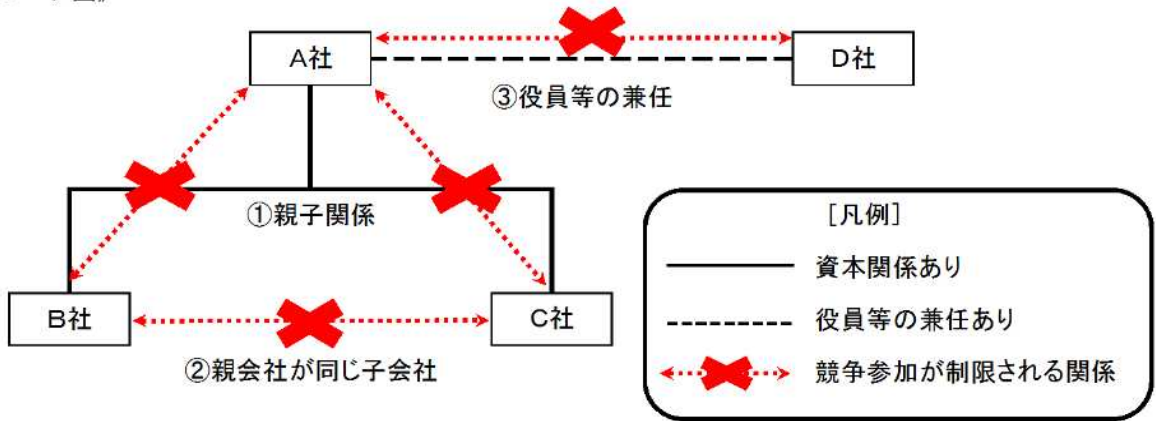 A社
D社
③役員等の兼任
①親子関係
[凡例]
資本関係あり
B社
C社
役員等の兼任あり
②親会社が同じ子会社
競争参加が制限される関係